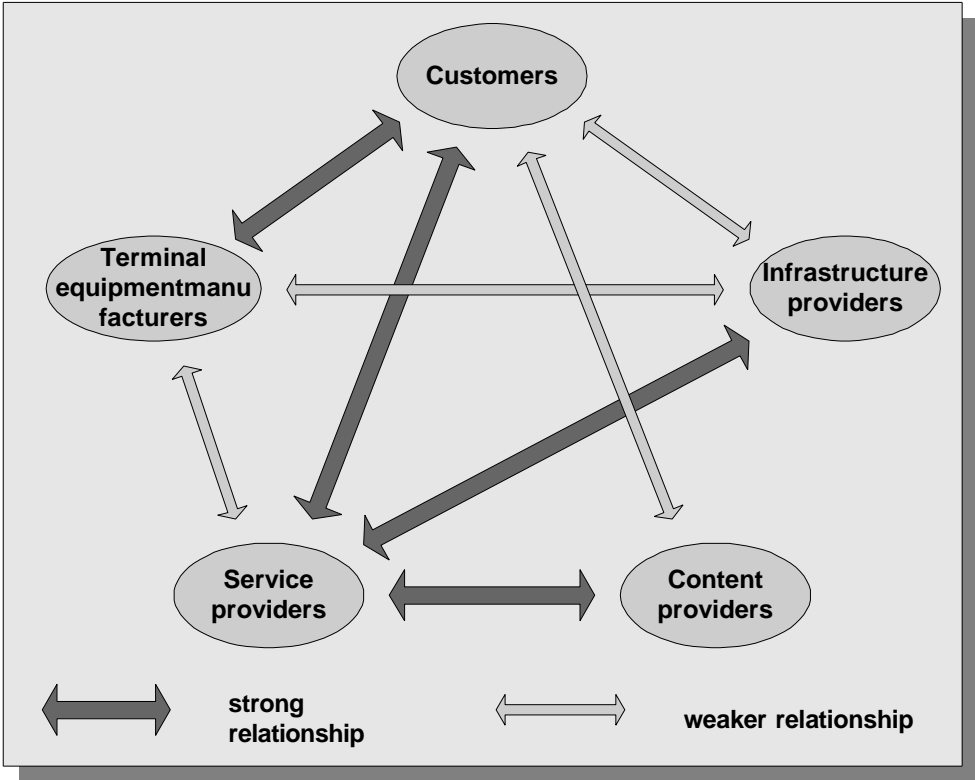 Customers
Terminal
equipmentmanu
facturers
Infrastructure
providers
Service
providers
Content
providers
strong
relationship
weaker relationship